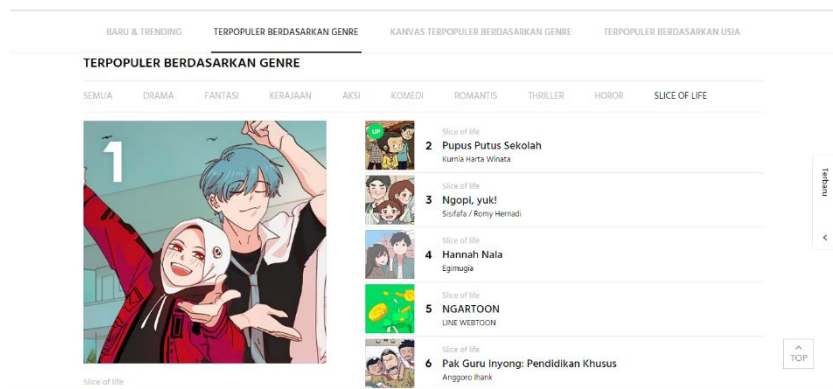 BARU & TRENDING TERPOPULER BERDASARKAN GENRE KANVAS TERPOPULER BERDASARKAN GENRE TERPOPULER BERDASARKAN USIA
TERPOPULER BERDASARKAN GENRE
SEMUA DRAMA FANTASI KERAJAAN AKSI KOMEDI ROMANTIS THRILLER HOROR SLICE OF LIFE
1
Slice of life
UP
Slice of life
2 Pupus Putus Sekolah
Kurnia Harta Winata
Slice of life
3 Ngopi, yuk!
Sisifafa / Romy Hernadi
Slice of life
4 Hannah Nala
Egimugia
Slice of life
5 NGARTOON
LINE WEBTOON
Slice of life
6 Pak Guru Inyong: Pendidikan Khusus
Anggoro Ihank
Terbaru
TOP